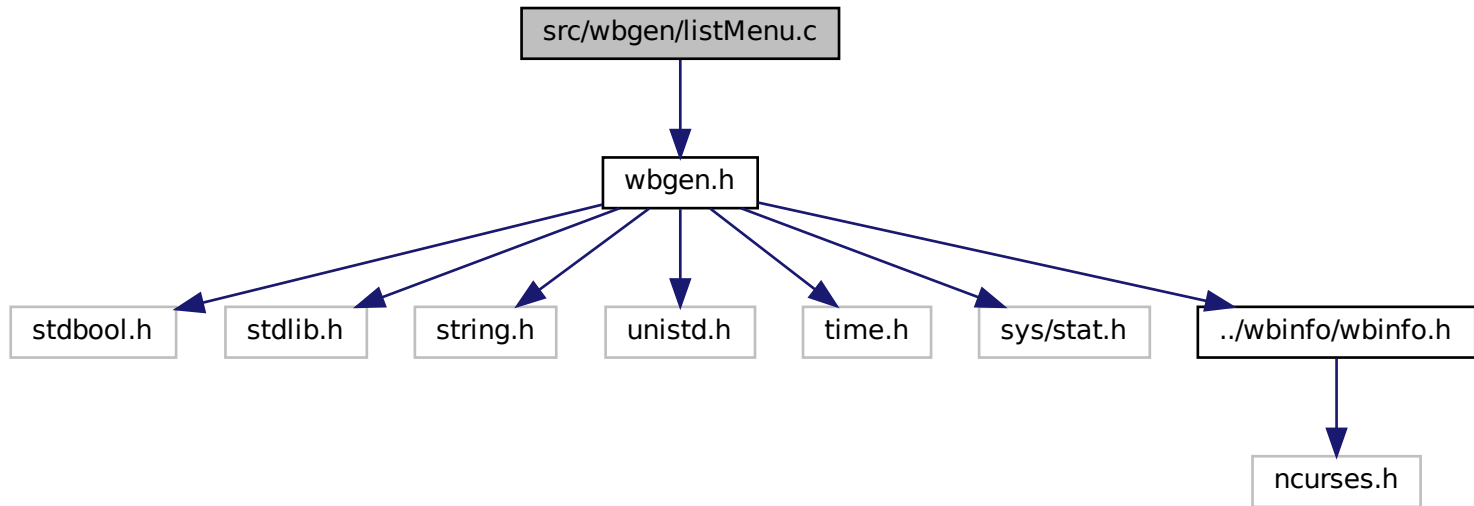 src/wbgen/listMenu.c
wbgen.h
stdbool.h
stdlib.h
string.h
unistd.h
time.h
sys/stat.h
../wbinfo/wbinfo.h
ncurses.h